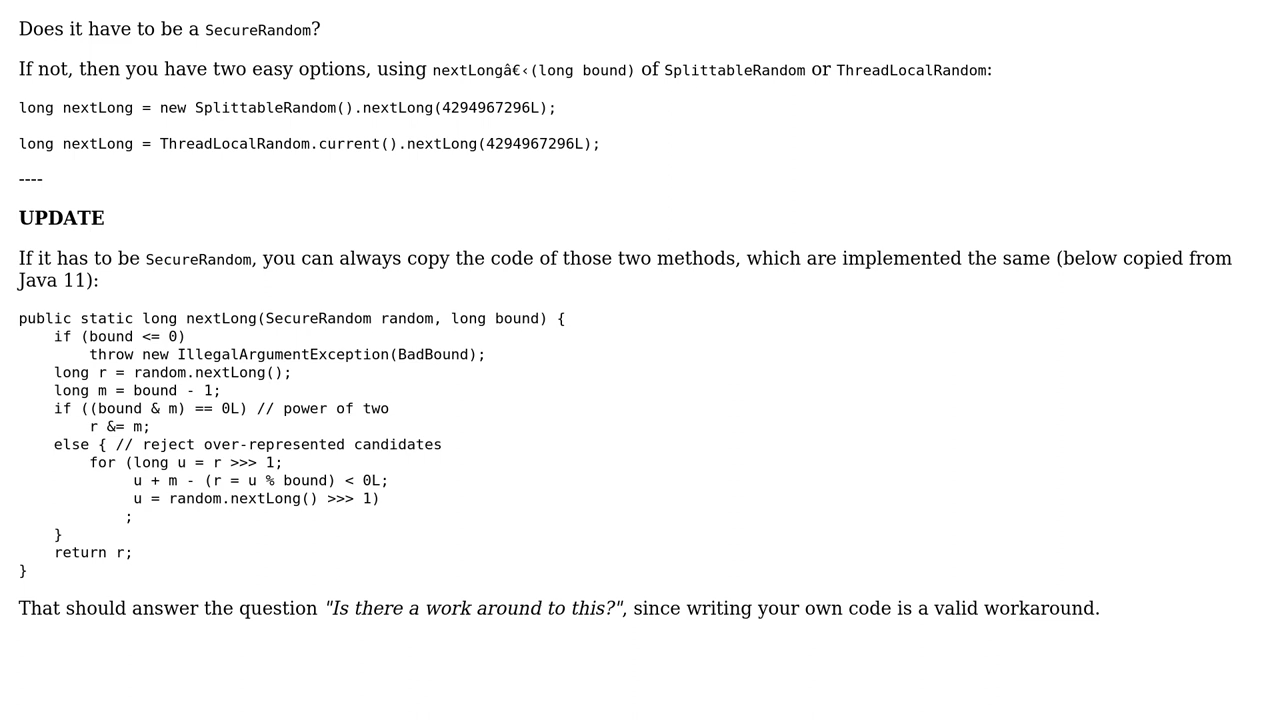 Does it have to be a SecureRandom?
If not, then you have two easy options, using nextLongâ€‹(long bound) of SplittableRandom or ThreadLocalRandom:
long nextLong = new SplittableRandom().nextLong(4294967296L);
long nextLong = ThreadLocalRandom.current().nextLong(4294967296L);
----
UPDATE
If it has to be SecureRandom, you can always copy the code of those two methods, which are implemented the same (below copied from
Java 11):
public static long nextLong(SecureRandom random, long bound) {
    if (bound <= 0)
        throw new IllegalArgumentException(BadBound);
    long r = random.nextLong();
    long m = bound - 1;
    if ((bound & m) == 0L) // power of two
        r &= m;
    else { // reject over-represented candidates
        for (long u = r >>> 1;
             u + m - (r = u % bound) < 0L;
             u = random.nextLong() >>> 1)
            ;
    }
    return r;
}
That should answer the question "Is there a work around to this?", since writing your own code is a valid workaround.